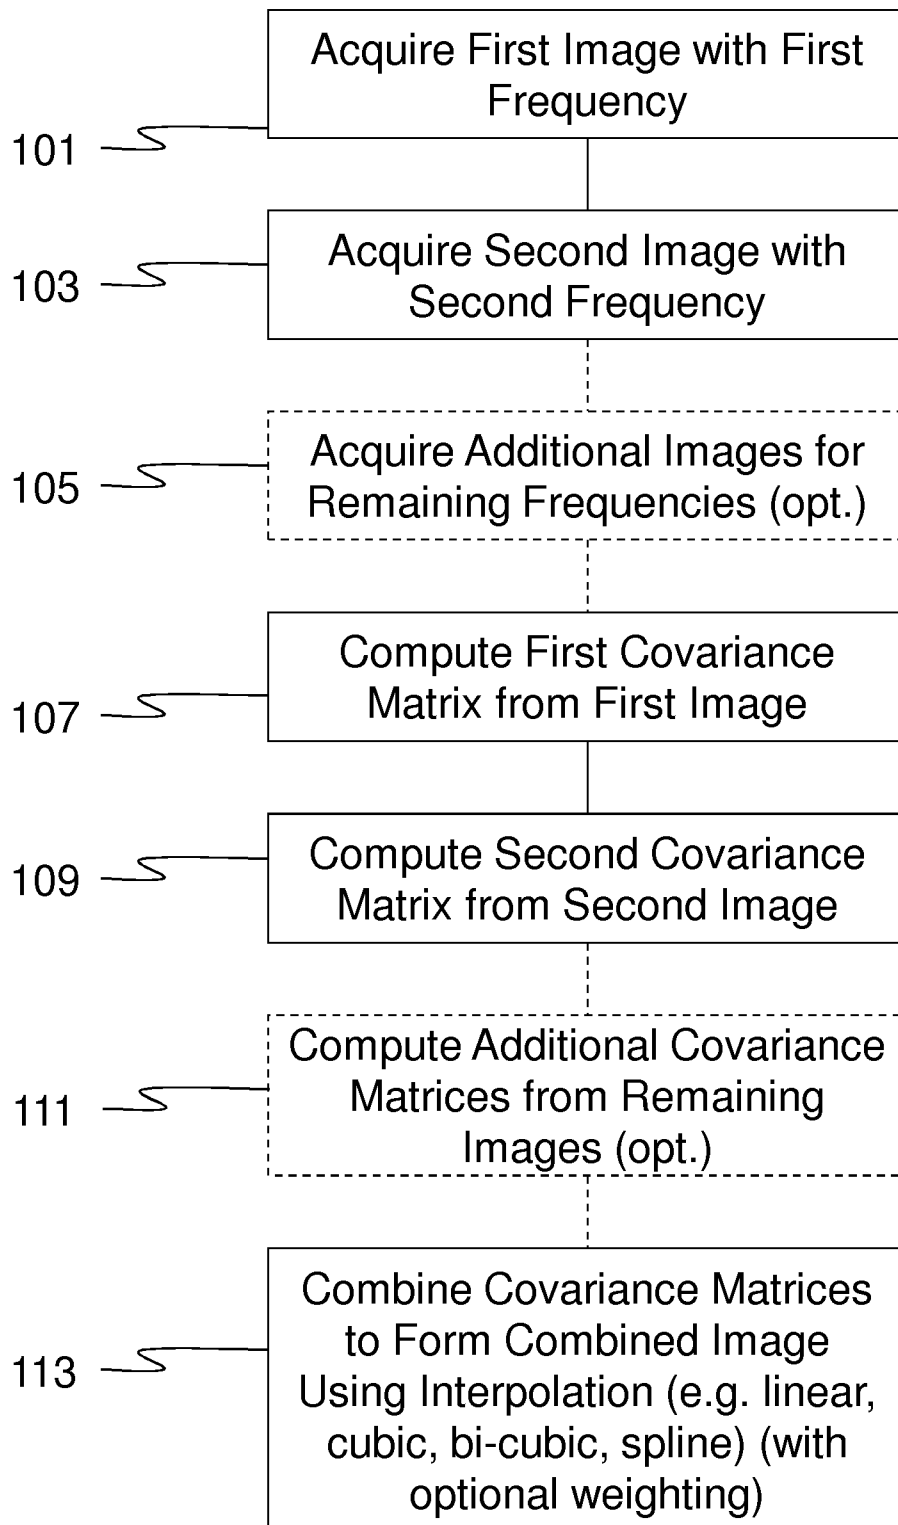 Acquire First Image with First
Frequency
101
Acquire Second Image with
Second Frequency
103
Acquire Additional Images for
Remaining Frequencies (opt.)
105
Compute First Covariance
Matrix from First Image
107
Compute Second Covariance
Matrix from Second Image
109
Compute Additional Covariance
Matrices from Remaining
Images (opt.)
111
Combine Covariance Matrices
to Form Combined Image
Using Interpolation (e.g. linear,
cubic, bi-cubic, spline) (with
optional weighting)
113